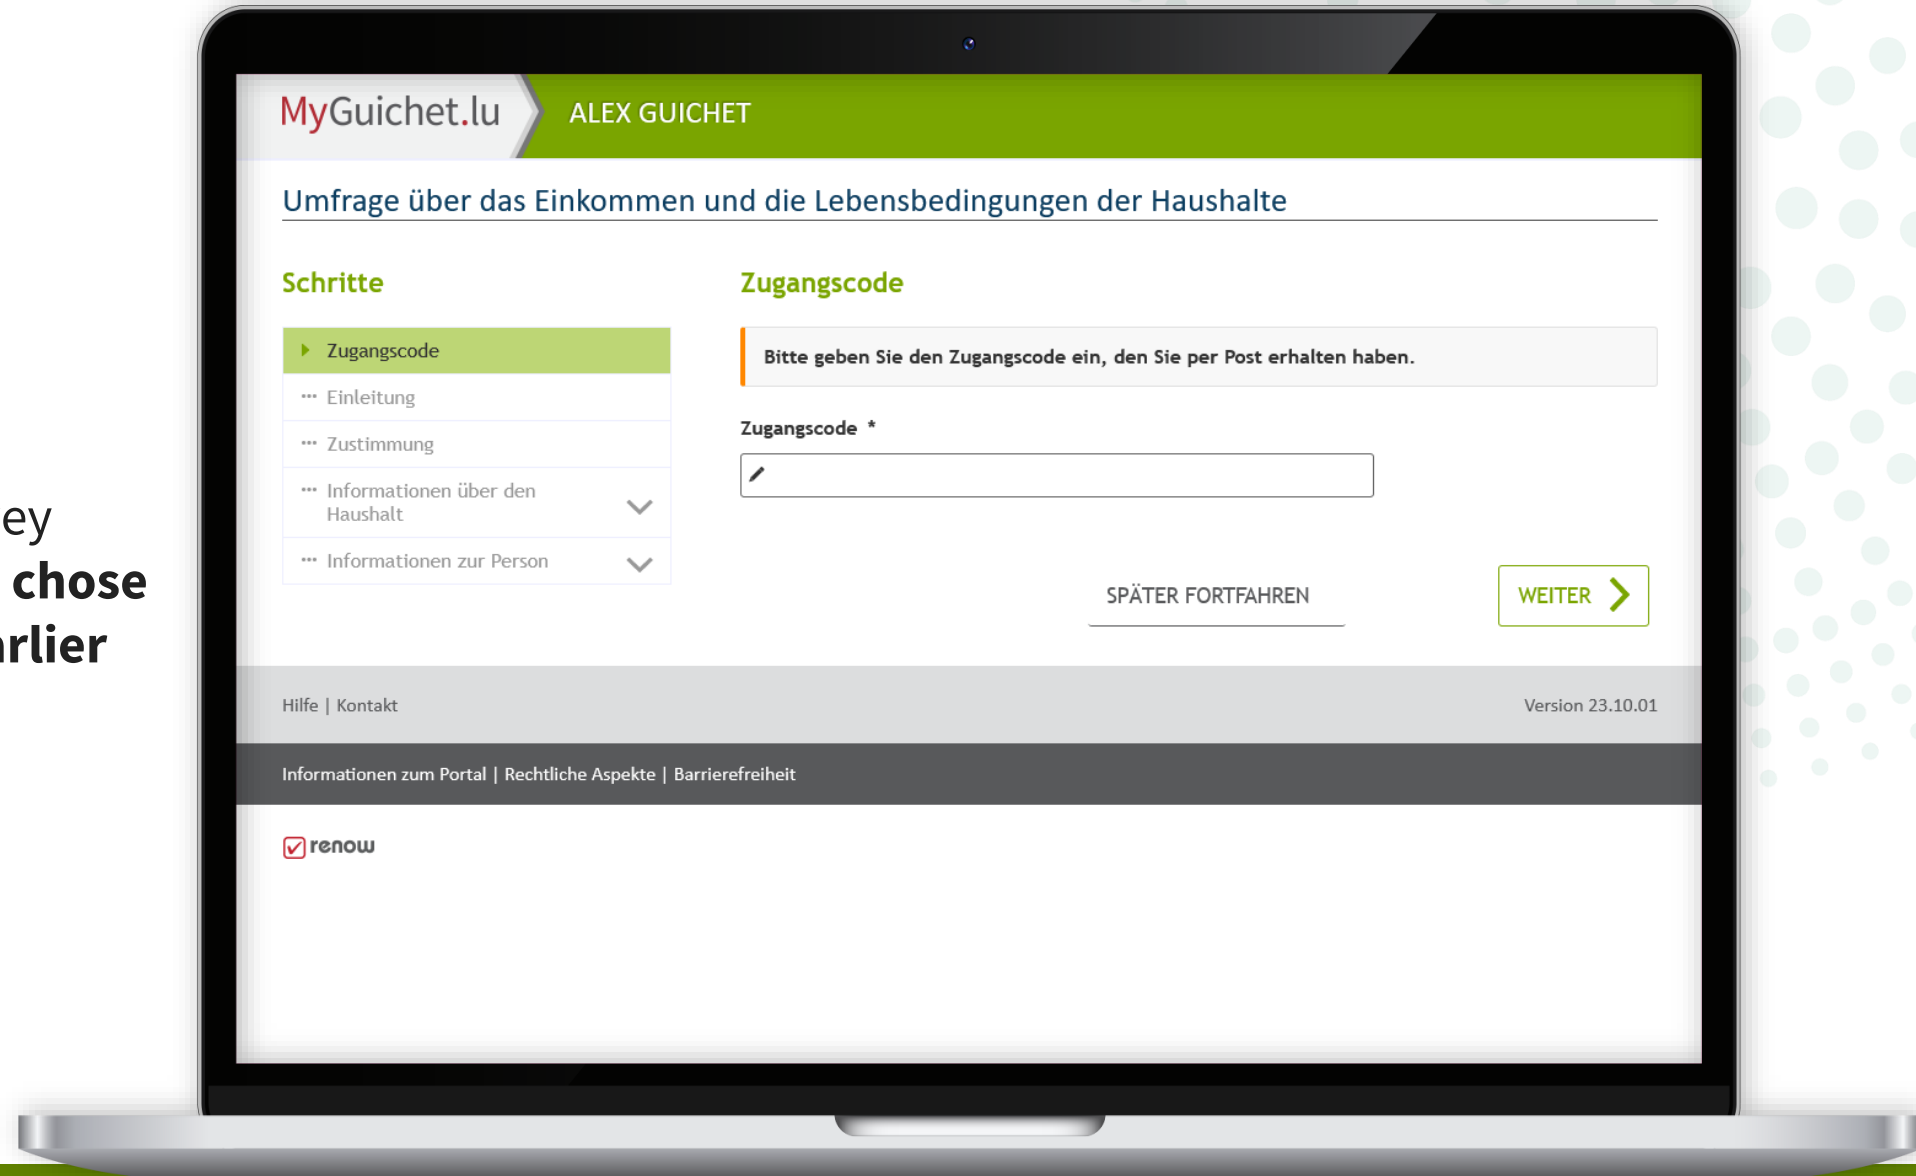 ey
chose
rlier
MyGuichet.lu
ALEX GUICHET
Umfrage über das Einkommen und die Lebensbedingungen der Haushalte
Schritte
Zugangscode
Einleitung
Zustimmung
Informationen über den
Haushalt
Informationen zur Person
Zugangscode
Bitte geben Sie den Zugangscode ein, den Sie per Post erhalten haben.
Zugangscode *
SPÄTER FORTFAHREN
WEITER
Hilfe | Kontakt
Version 23.10.01
Informationen zum Portal | Rechtliche Aspekte | Barrierefreiheit
renow